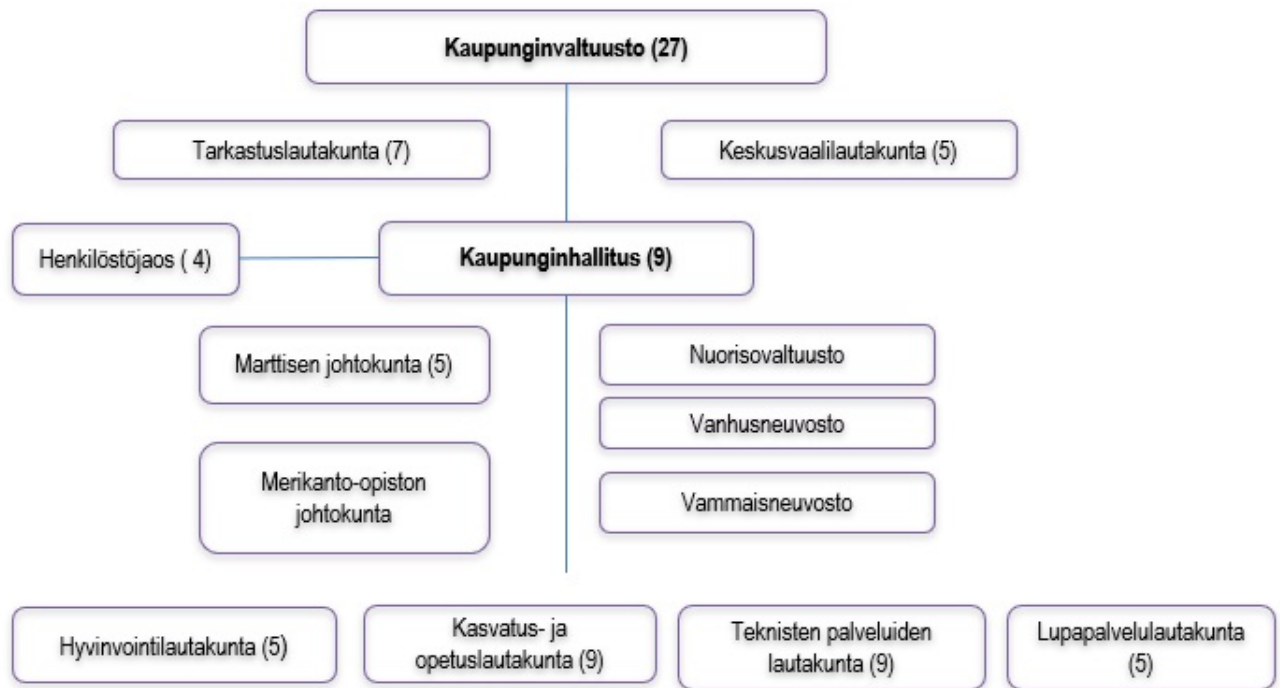 Kaupunginvaltuusto (27)
Tarkastuslautakunta (7)
Keskusvaalilautakunta (5)
Henkilöstöjaos ( 4)
Kaupunginhallitus (9)
Marttisen johtokunta (5)
Nuorisovaltuusto
Vanhusneuvosto
Merikanto-opiston
johtokunta
Vammaisneuvosto
Hyvinvointilautakunta (5)
Kasvatus- ja
opetuslautakunta (9)
Teknisten palveluiden
lautakunta (9)
Lupapalvelulautakunta
(5)